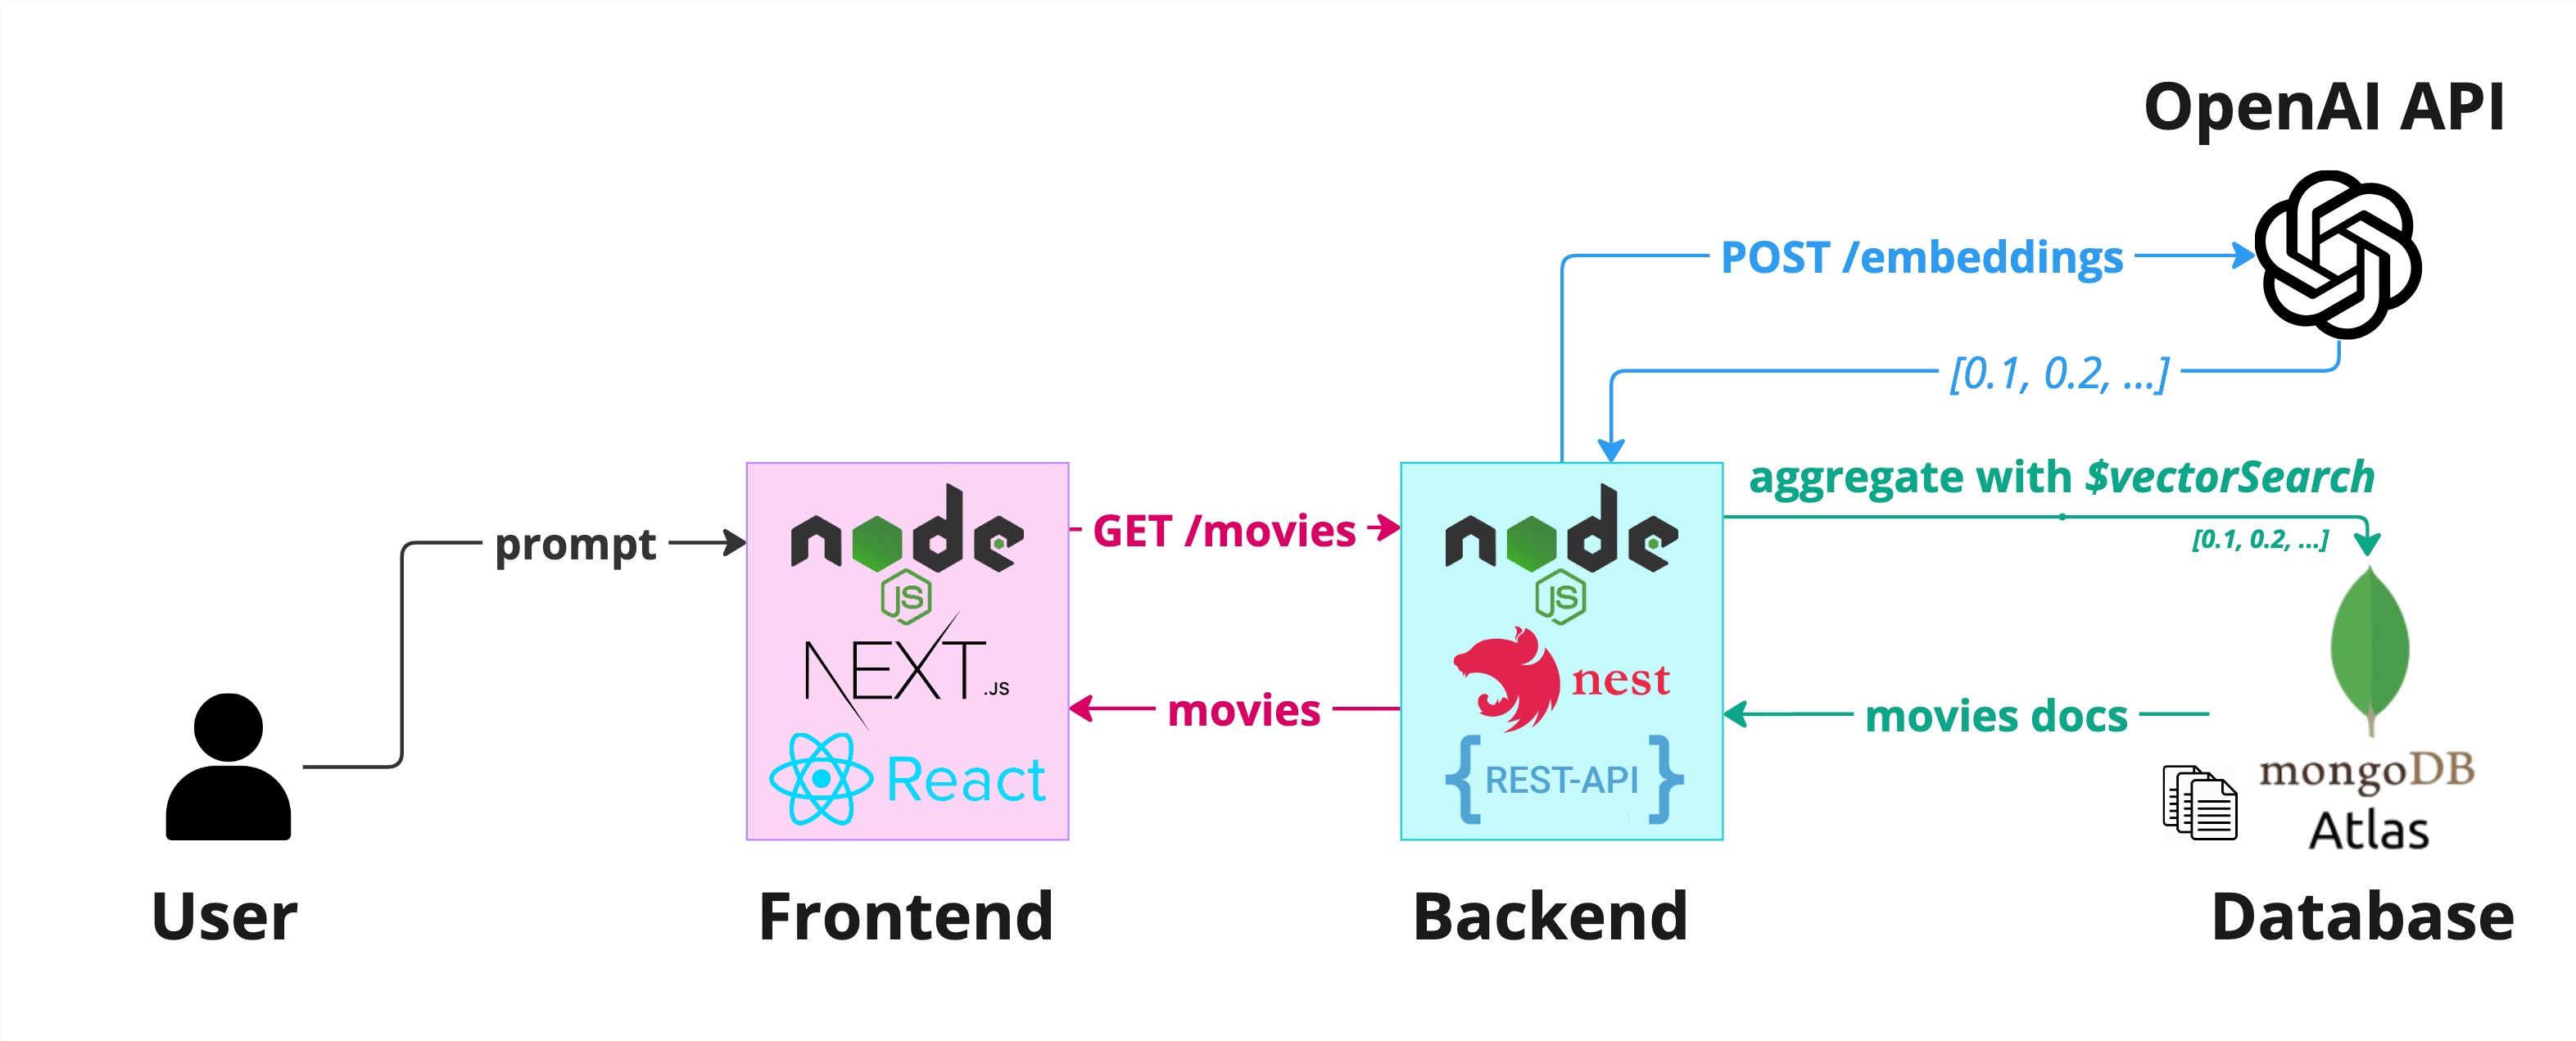 OpenAI API
POST /embeddings
[0.1, 0.2, ...]
aggregate with $vectorSearch
[0.1, 0.2, ...]
prompt
node
JS
NEXT.JS
React
GET /movies
movies
node
JS
nest
{REST-API}
movies docs
mongoDB
Atlas
User
Frontend
Backend
Database